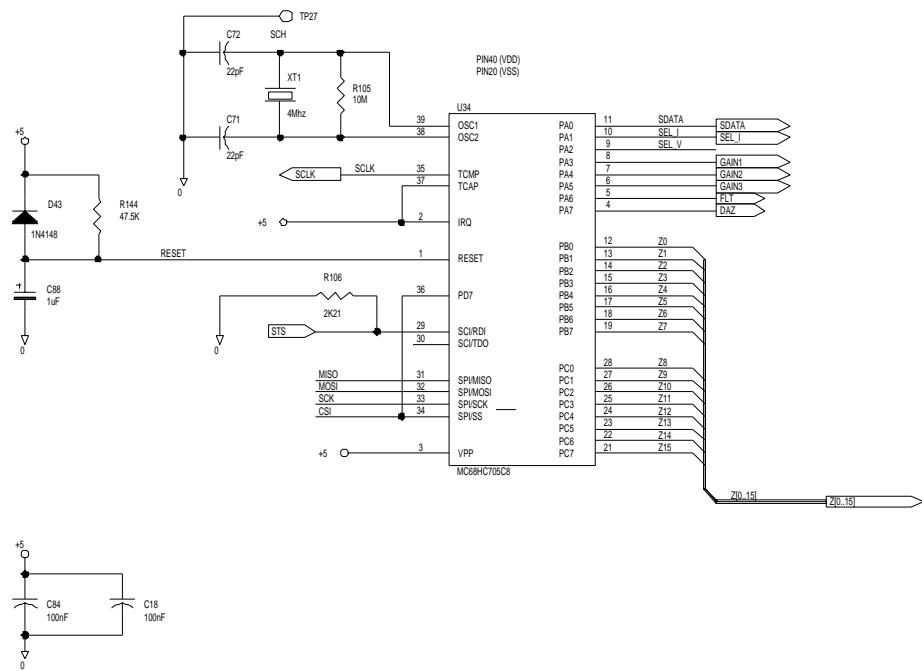 TP27
C72
SCH
22pF
XT1
4Mhz
R105
10M
C71
22pF
0
PIN40 (VDD)
PIN20 (VSS)
U34
39
OSC1
38
OSC2
SCLK
SCLK
35
TCMP
37
TCAP
+5
2
IRQ
+5
D43
1N4148
R144
47.5K
RESET
1
RESET
C88
1uF
+
0
R106
2K21
0
36
PD7
STS
29
SCI/RDI
30
SCI/TDO
MISO
31
SPI/MISO
MOSI
32
SPI/MOSI
SCK
33
SPI/SCK
CSI
34
SPI/SS
+5
3
VPP
MC68HC705C8
PA0
11
SDATA
SDATA
PA1
10
SEL_I
SEL_I
PA2
9
SEL_V
PA3
8
GAIN1
PA4
7
GAIN2
PA5
6
GAIN3
PA6
5
FLT
PA7
4
DAZ
PB0
12
Z0
PB1
13
Z1
PB2
14
Z2
PB3
15
Z3
PB4
16
Z4
PB5
17
Z5
PB6
18
Z6
PB7
19
Z7
PC0
28
Z8
PC1
27
Z9
PC2
26
Z10
PC3
25
Z11
PC4
24
Z12
PC5
23
Z13
PC6
22
Z14
PC7
21
Z15
Z[0..15]
Z[0..15]
+5
C84
100nF
C18
100nF
0